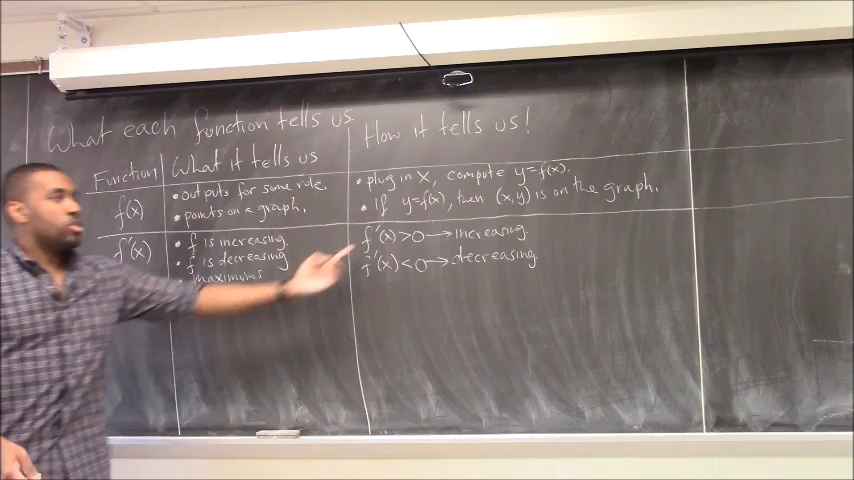 What each function tells us.
How it tells us!
Function
What it tells us
f(x)
• outputs for some rule.
• points on a graph.
• plug in x, compute y=f(x).
• If y=f(x), then (x,y) is on the graph.
f'(x)
• f is increasing.
• f is decreasing
• maximums
f'(x) > 0 → increasing.
f'(x) < 0 → decreasing.